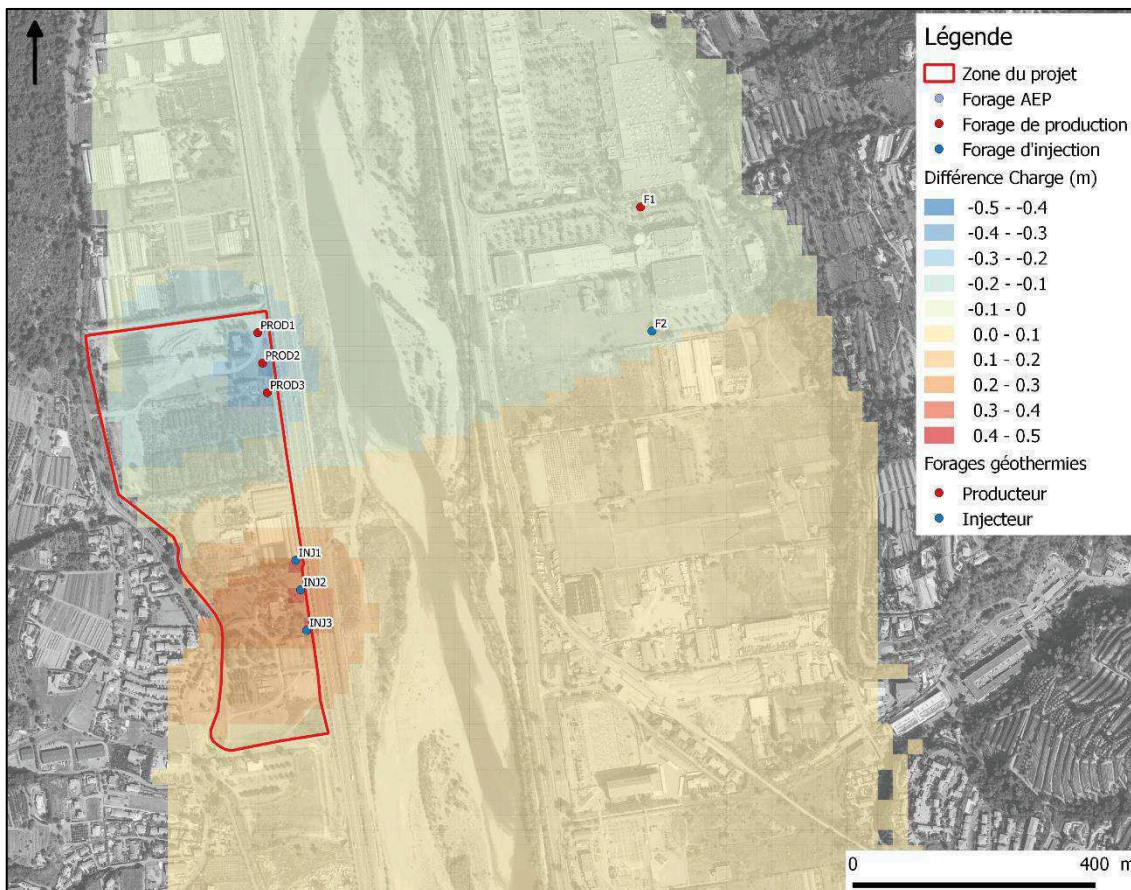 Légende
Zone du projet
Forage AEP
Forage de production
Forage d'injection
Différence Charge (m)
-0.5 - -0.4
-0.4 - -0.3
-0.3 - -0.2
-0.2 - -0.1
-0.1 - 0
0.0 - 0.1
0.1 - 0.2
0.2 - 0.3
0.3 - 0.4
0.4 - 0.5
Forages géothermies
Producteur
Injecteur
F1
F2
PROD1
PROD2
PROD3
INJ1
INJ2
INJ3
0 400 m